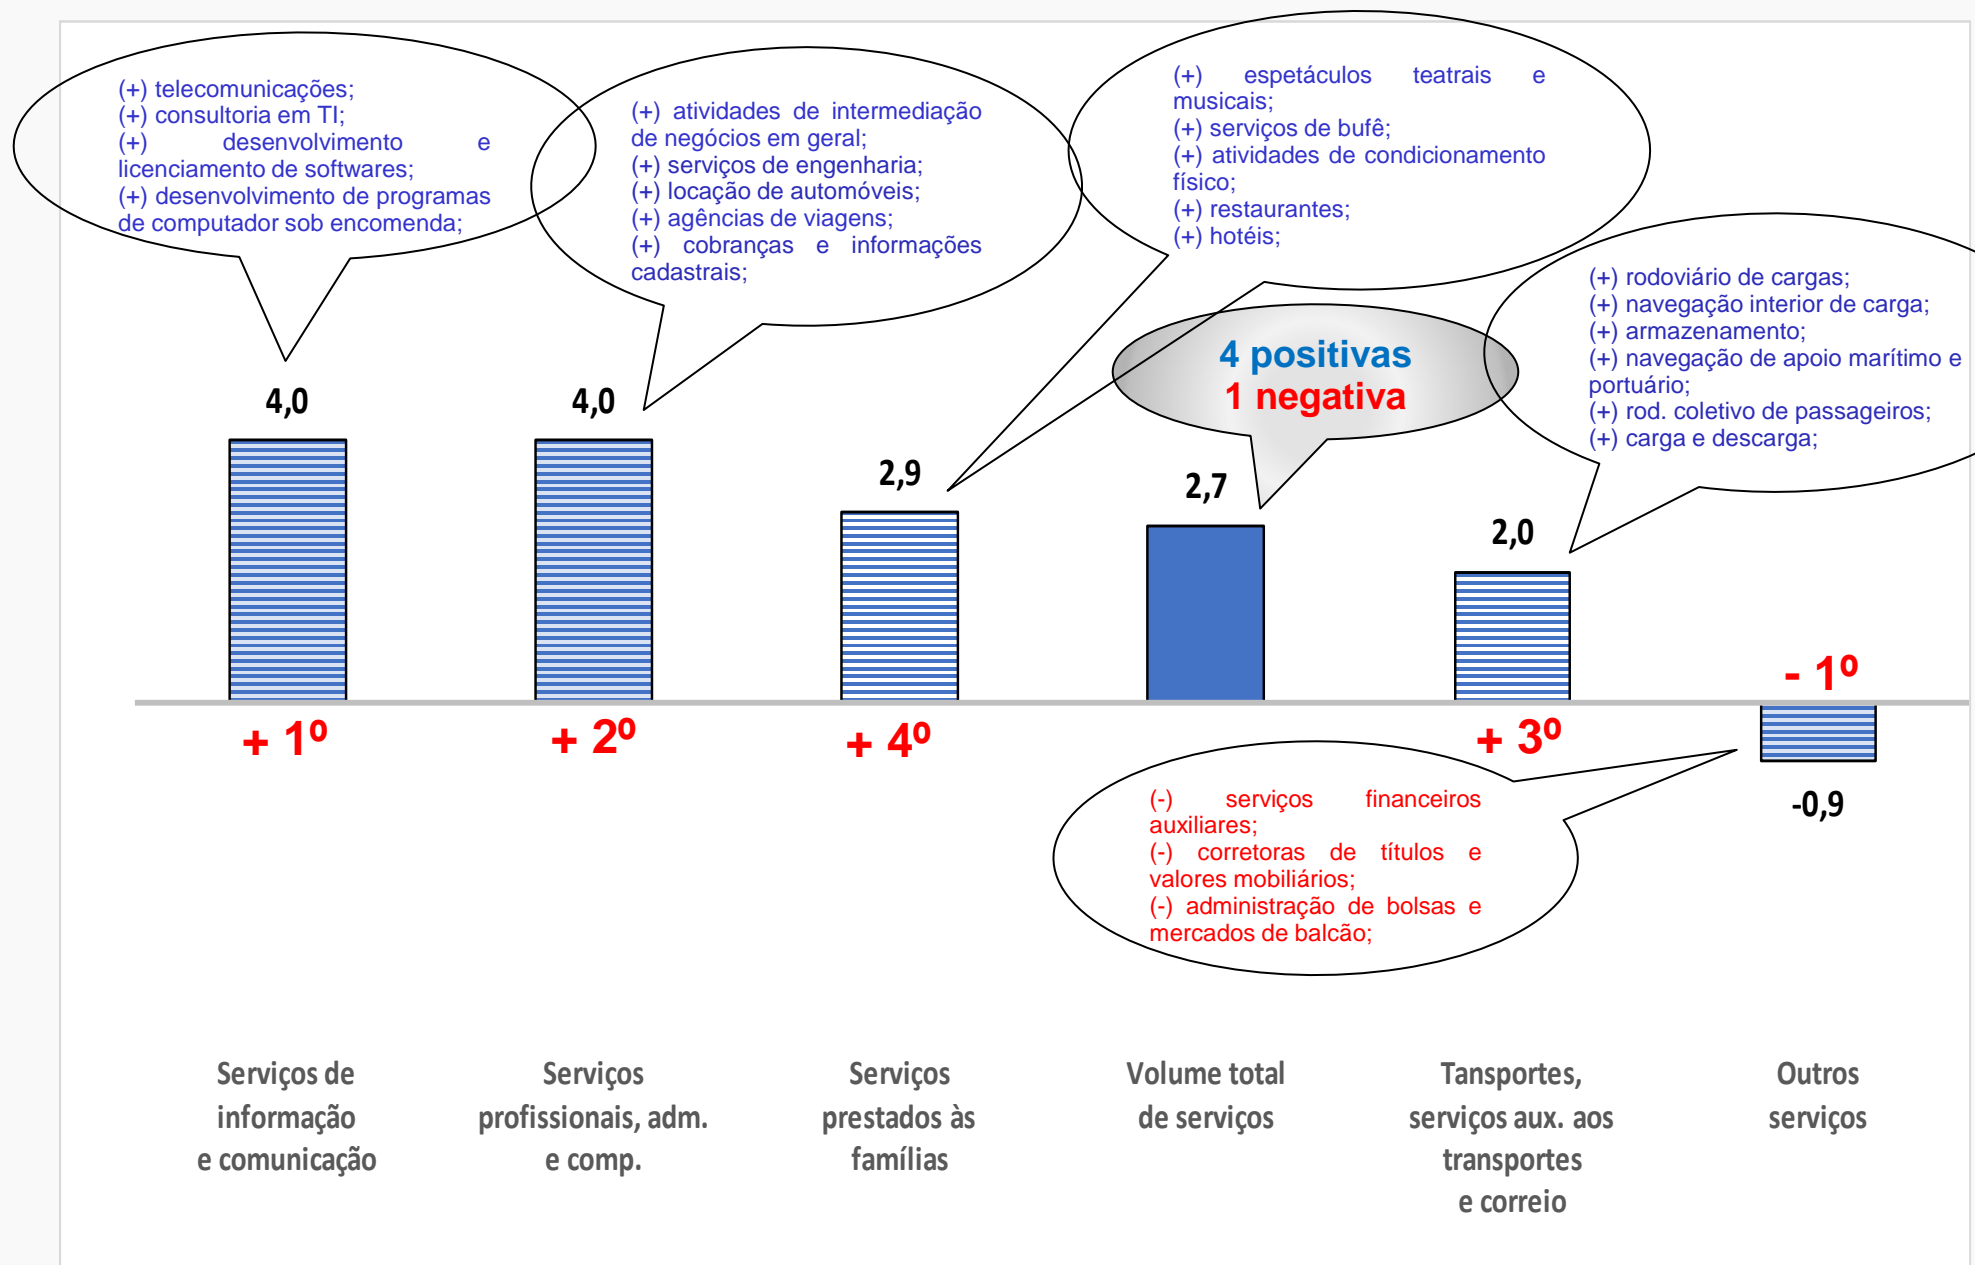 (+) telecomunicações;
(+) consultoria em TI;
(+) desenvolvimento e
licenciamento de softwares;
(+) desenvolvimento de programas
de computador sob encomenda;
(+) atividades de intermediação
de negócios em geral;
(+) serviços de engenharia;
(+) locação de automóveis;
(+) agências de viagens;
(+) cobranças e informações
cadastrais;
(+) espetáculos teatrais e
musicais;
(+) serviços de bufê;
(+) atividades de condicionamento
físico;
(+) restaurantes;
(+) hotéis;
(+) rodoviário de cargas;
(+) navegação interior de carga;
(+) armazenamento;
(+) navegação de apoio marítimo e
portuário;
(+) rod. coletivo de passageiros;
(+) carga e descarga;
4 positivas
1 negativa
4,0
4,0
2,9
2,7
2,0
- 1º
+ 1º
+ 2º
+ 4º
+ 3º
-0,9
(-) serviços financeiros
auxiliares;
(-) corretoras de títulos e
valores mobiliários;
(-) administração de bolsas e
mercados de balcão;
Serviços de
informação
e comunicação
Serviços
profissionais, adm.
e comp.
Serviços
prestados às
famílias
Volume total
de serviços
Tansportes,
serviços aux. aos
transportes
e correio
Outros
serviços